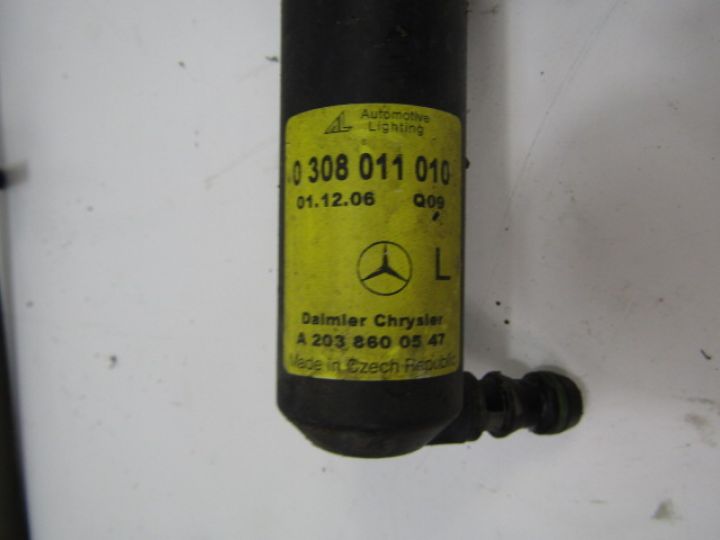 AL Automotive
Lighting
0 308 011 010
01.12.06 Q09
L
Daimler Chrysler
A 203 860 05 47
Made in Czech Republic